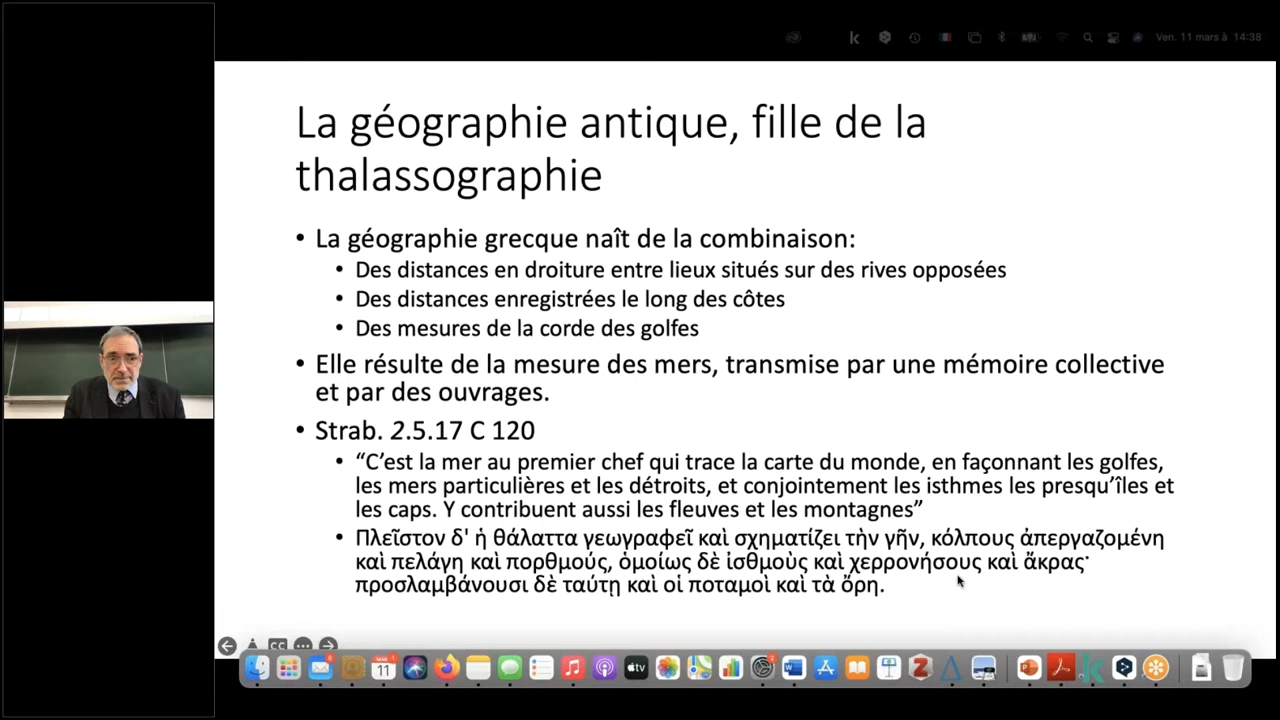 Ven. 11 mars à 14:38
La géographie antique, fille de la
thalassographie
• La géographie grecque naît de la combinaison:
• Des distances en droiture entre lieux situés sur des rives opposées
• Des distances enregistrées le long des côtes
• Des mesures de la corde des golfes
• Elle résulte de la mesure des mers, transmise par une mémoire collective
et par des ouvrages.
• Strab. 2.5.17 C 120
• “C’est la mer au premier chef qui trace la carte du monde, en façonnant les golfes,
les mers particulières et les détroits, et conjointement les isthmes les presqu’îles et
les caps. Y contribuent aussi les fleuves et les montagnes”
• Πλεῖστον δ' ἡ θάλαττα γεωγραφεῖ καὶ σχηματίζει τὴν γῆν, κόλπους ἀπεργαζομένη
καὶ πελάγη καὶ πορθμούς, ὁμοίως δὲ ἰσθμοὺς καὶ χερρονήσους καὶ ἄκρας·
προσλαμβάνουσι δὲ ταύτῃ καὶ οἱ ποταμοὶ καὶ τὰ ὄρη.
CC
11
tv